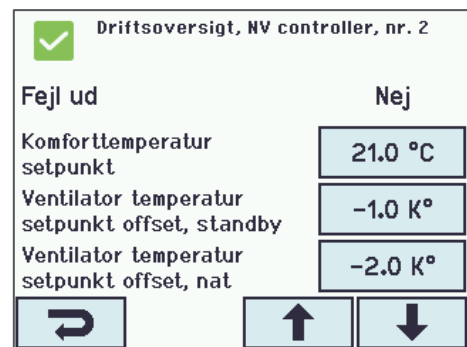 Driftsoversigt, NV controller, nr. 2
Fejl ud Nej
Komforttemperatur
setpunkt
21.0 °C
Ventilator temperatur
setpunkt offset, standby
-1.0 K°
Ventilator temperatur
setpunkt offset, nat
-2.0 K°